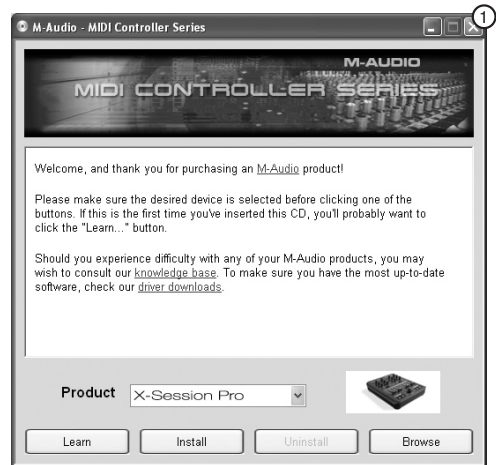 M-Audio - MIDI Controller Series
1
M-AUDIO
MIDI CONTROLLER SERIES
Welcome, and thank you for purchasing an M-Audio product!
Please make sure the desired device is selected before clicking one of the
buttons. If this is the first time you've inserted this CD, you'll probably want to
click the "Learn..." button.
Should you experience difficulty with any of your M-Audio products, you may
wish to consult our knowledge base. To make sure you have the most up-to-date
software, check our driver downloads.
Product X-Session Pro
Learn Install Uninstall Browse